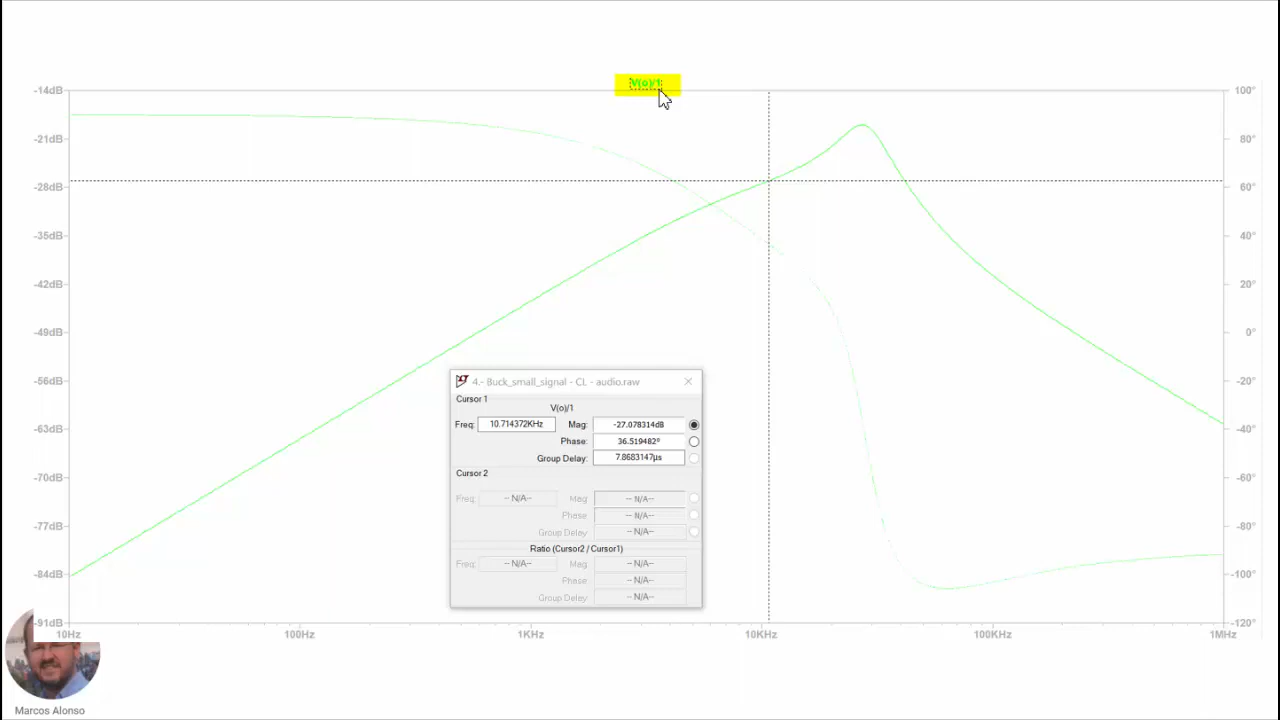 V(o)/1
-14dB
-21dB
-28dB
-35dB
-42dB
-49dB
-56dB
-63dB
-70dB
-77dB
-84dB
-91dB
100°
80°
60°
40°
20°
0°
-20°
-40°
-60°
-80°
-100°
-120°
4.- Buck_small_signal - CL - audio.raw
Cursor 1
V(o)/1
Freq: 10.714372KHz Mag: -27.078314dB
Phase: 36.519482°
Group Delay: 7.8683147µs
Cursor 2
Freq: -- N/A-- Mag: -- N/A--
Phase: -- N/A--
Group Delay: -- N/A--
Ratio (Cursor2 / Cursor1)
Freq: -- N/A-- Mag: -- N/A--
Phase: -- N/A--
Group Delay: -- N/A--
10Hz 100Hz 1KHz 10KHz 100KHz 1MHz
Marcos Alonso